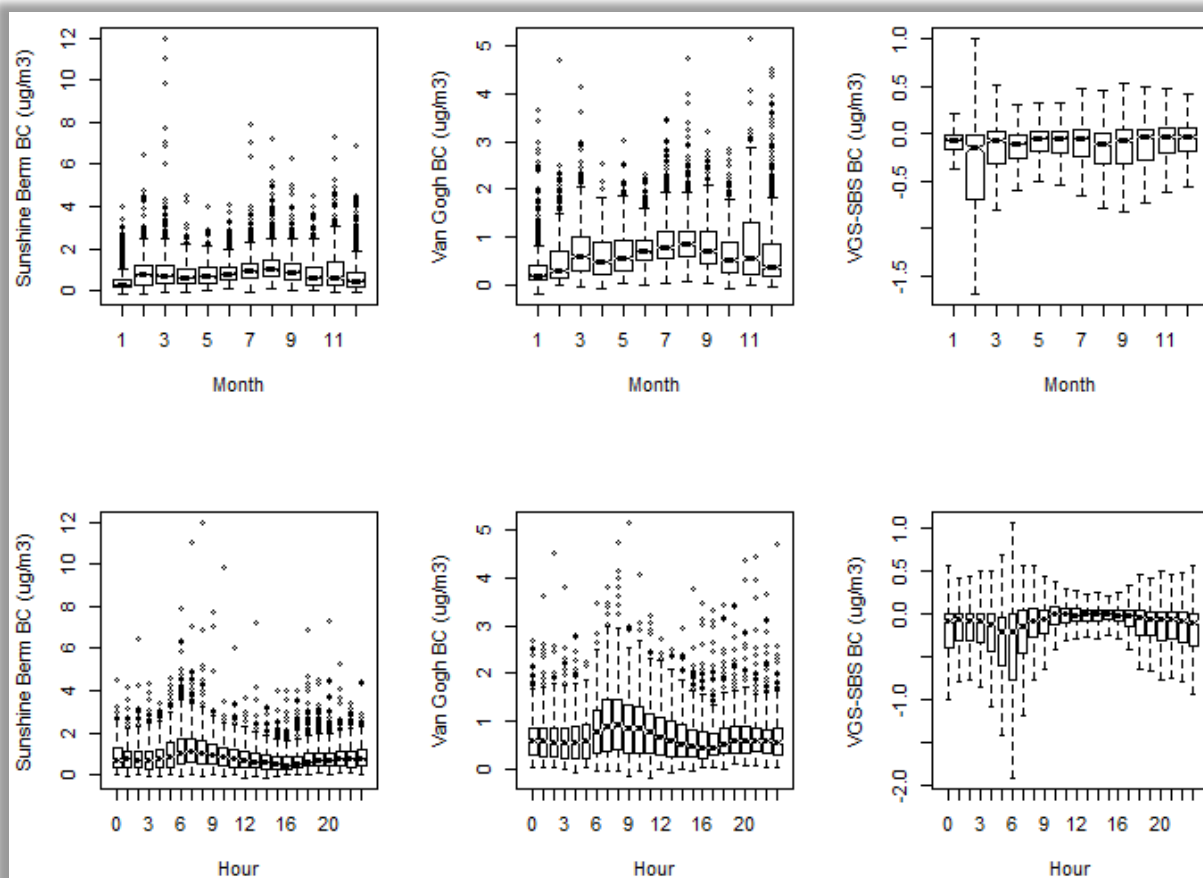 Sunshine Berm BC (ug/m3)
12
10
8
6
4
2
0
1 3 5 7 9 11
Month
Van Gogh BC (ug/m3)
5
4
3
2
1
0
1 3 5 7 9 11
Month
VGS-SBS BC (ug/m3)
1.0
0.5
0.0
-0.5
-1.5
1 3 5 7 9 11
Month
Sunshine Berm BC (ug/m3)
12
10
8
6
4
2
0
0 3 6 9 12 16 20
Hour
Van Gogh BC (ug/m3)
5
4
3
2
1
0
0 3 6 9 12 16 20
Hour
VGS-SBS BC (ug/m3)
1.0
0.5
0.0
-1.0
-2.0
0 3 6 9 12 16 20
Hour